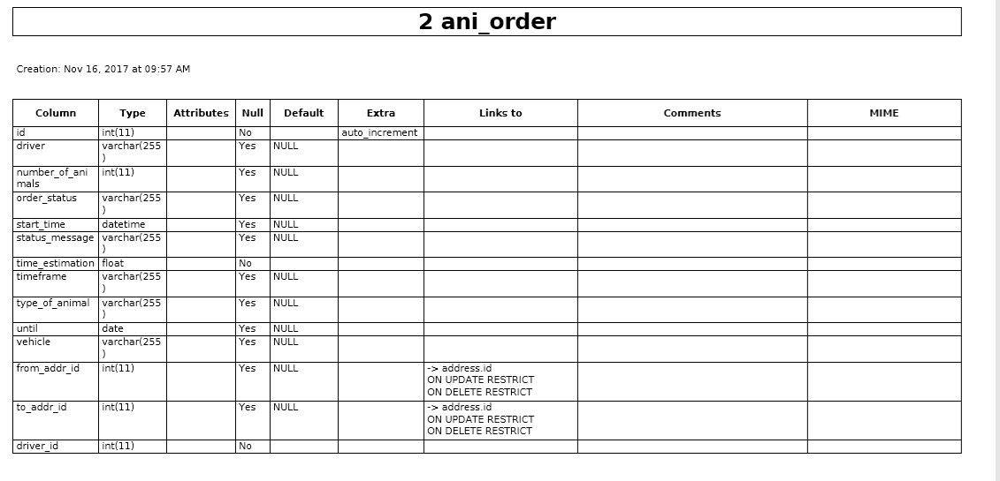 2 ani_order
Creation: Nov 16, 2017 at 09:57 AM
Column Type Attributes Null Default Extra Links to Comments MIME
id int(11) No auto_increment
driver varchar(255 Yes NULL
)
number_of_ani int(11) Yes NULL
mals
order_status varchar(255 Yes NULL
)
start_time datetime Yes NULL
status_message varchar(255 Yes NULL
)
time_estimation float No
timeframe varchar(255 Yes NULL
)
type_of_animal varchar(255 Yes NULL
)
until date Yes NULL
vehicle varchar(255 Yes NULL
)
from_addr_id int(11) Yes NULL -> address.id
ON UPDATE RESTRICT
ON DELETE RESTRICT
to_addr_id int(11) Yes NULL -> address.id
ON UPDATE RESTRICT
ON DELETE RESTRICT
driver_id int(11) No